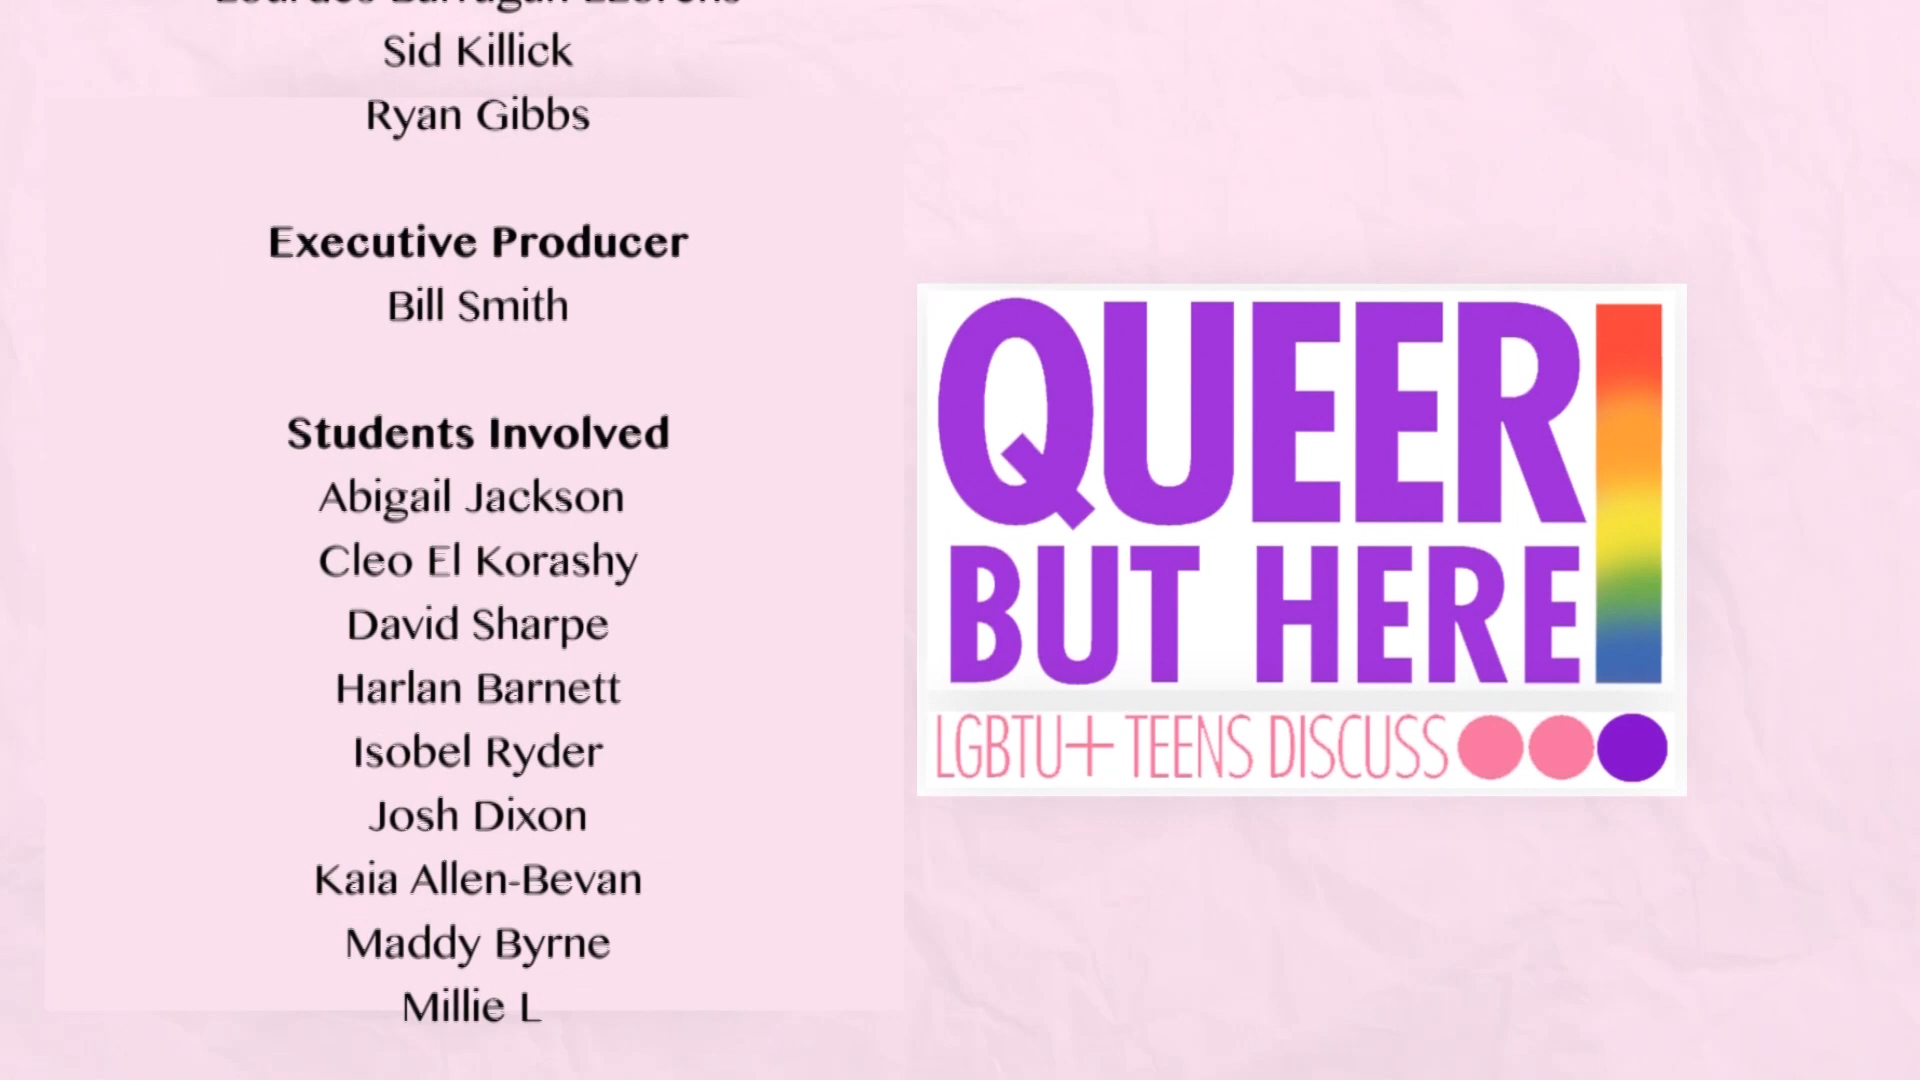 Sid Killick
Ryan Gibbs
Executive Producer
Bill Smith
Students Involved
Abigail Jackson
Cleo El Korashy
David Sharpe
Harlan Barnett
Isobel Ryder
Josh Dixon
Kaia Allen-Bevan
Maddy Byrne
Millie L
QUEER
BUT HERE
LGBTU+ TEENS DISCUSS